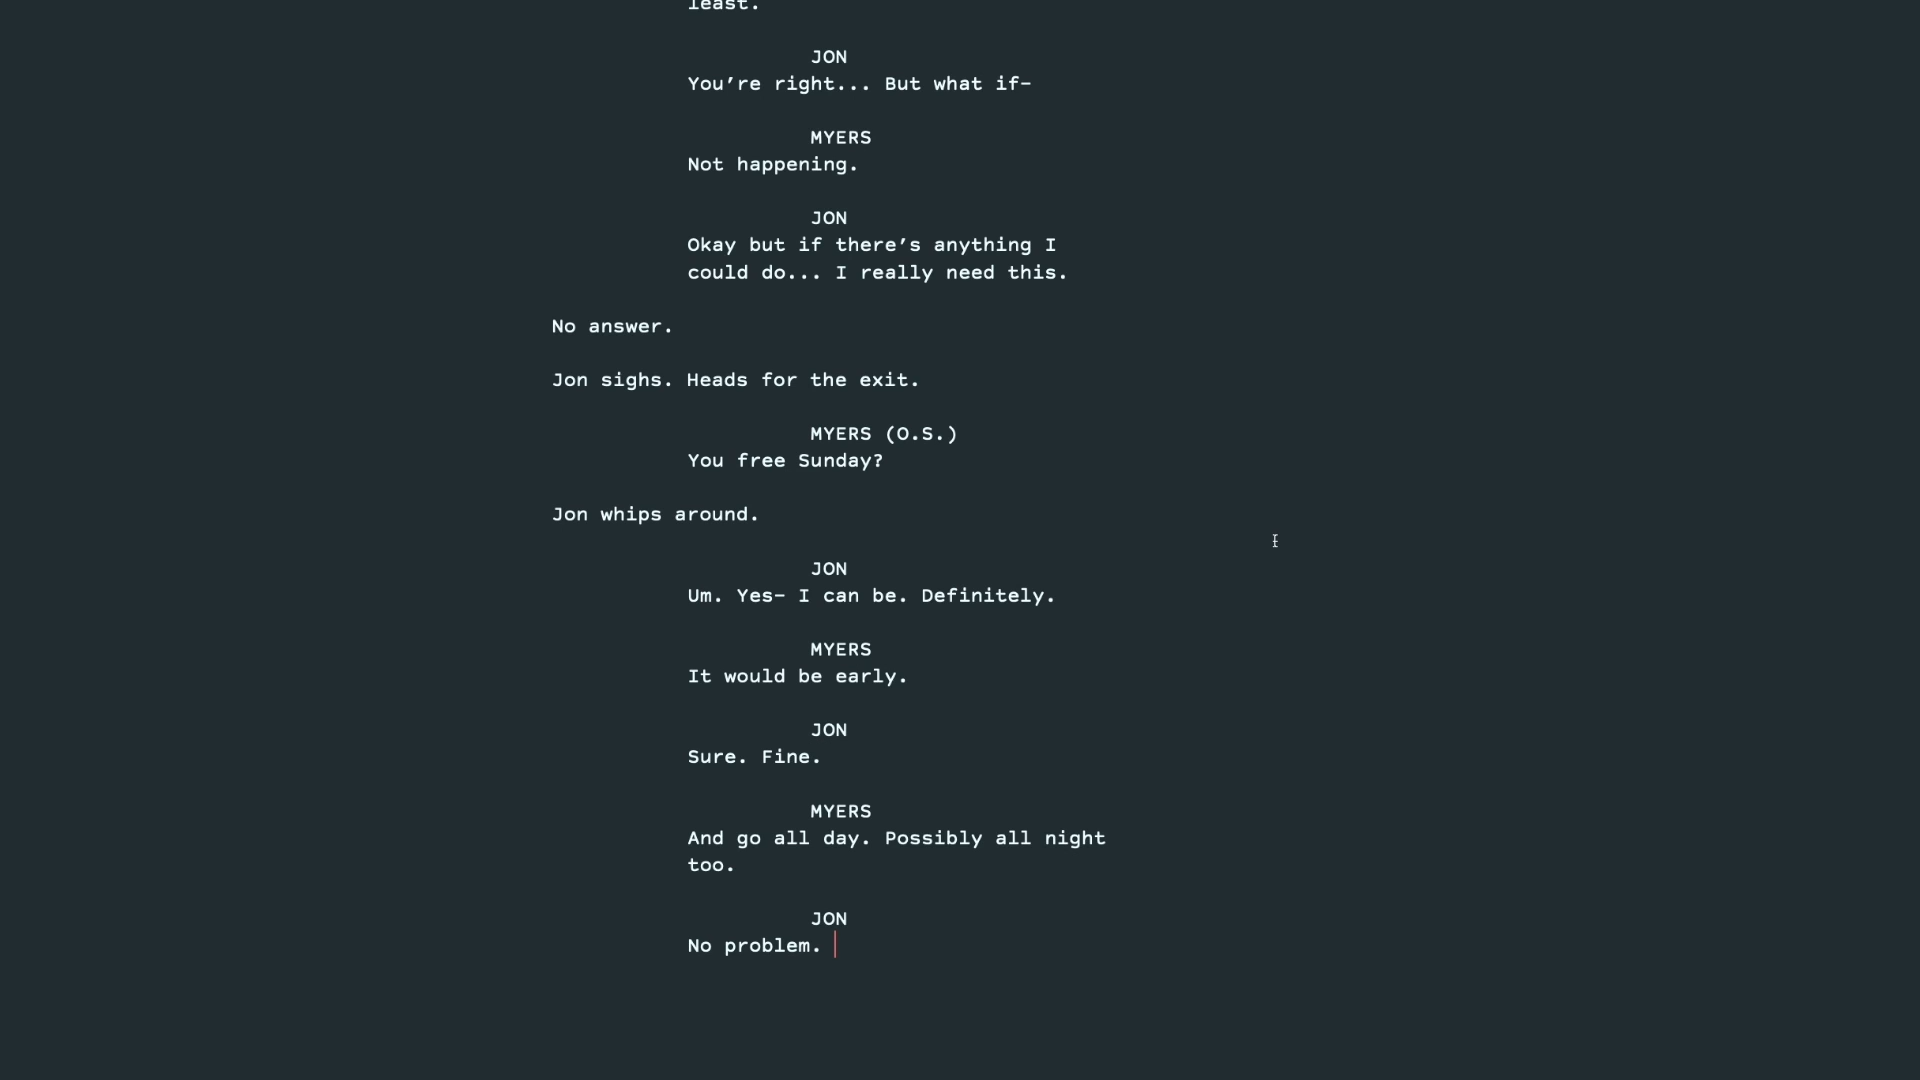 least.
JON
You're right... But what if-
MYERS
Not happening.
JON
Okay but if there's anything I
could do... I really need this.
No answer.
Jon sighs. Heads for the exit.
MYERS (O.S.)
You free Sunday?
Jon whips around.
JON
Um. Yes- I can be. Definitely.
MYERS
It would be early.
JON
Sure. Fine.
MYERS
And go all day. Possibly all night
too.
JON
No problem.